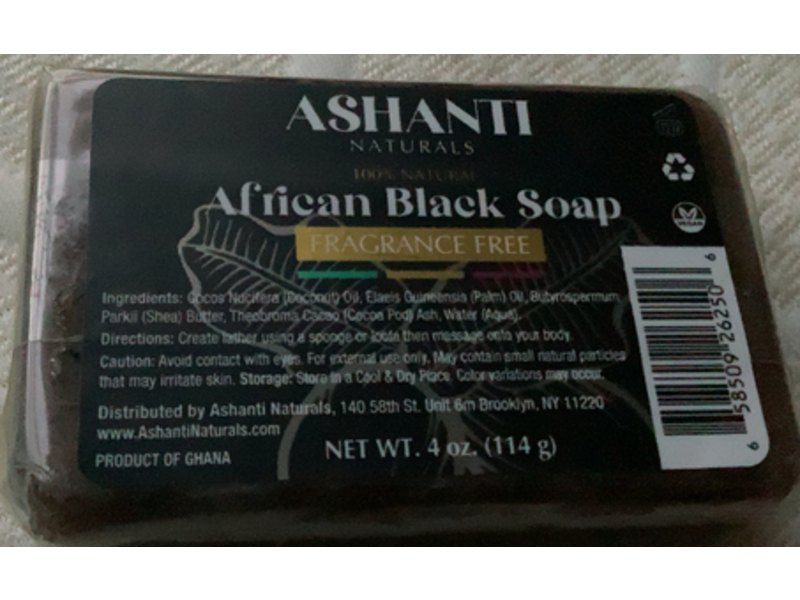 ASHANTI
NATURALS
100% NATURAL
African Black Soap
FRAGRANCE FREE
VEGAN
Ingredients: Cocos Nucifera (Coconut) Oil, Elaeis Guineensis (Palm) Oil, Butyrospermum
Parkii (Shea) Butter, Theobroma Cacao (Cocoa Pod) Ash, Water (Aqua).
Directions: Create lather using a sponge or loofa then massage onto your body.
Caution: Avoid contact with eyes. For external use only. May contain small natural particles
that may irritate skin. Storage: Store in a Cool & Dry Place. Color variations may occur.
Distributed by Ashanti Naturals, 140 58th St. Unit 6m Brooklyn, NY 11220
www.AshantiNaturals.com
PRODUCT OF GHANA
NET WT. 4 oz. (114 g)
6 58509 26250 6